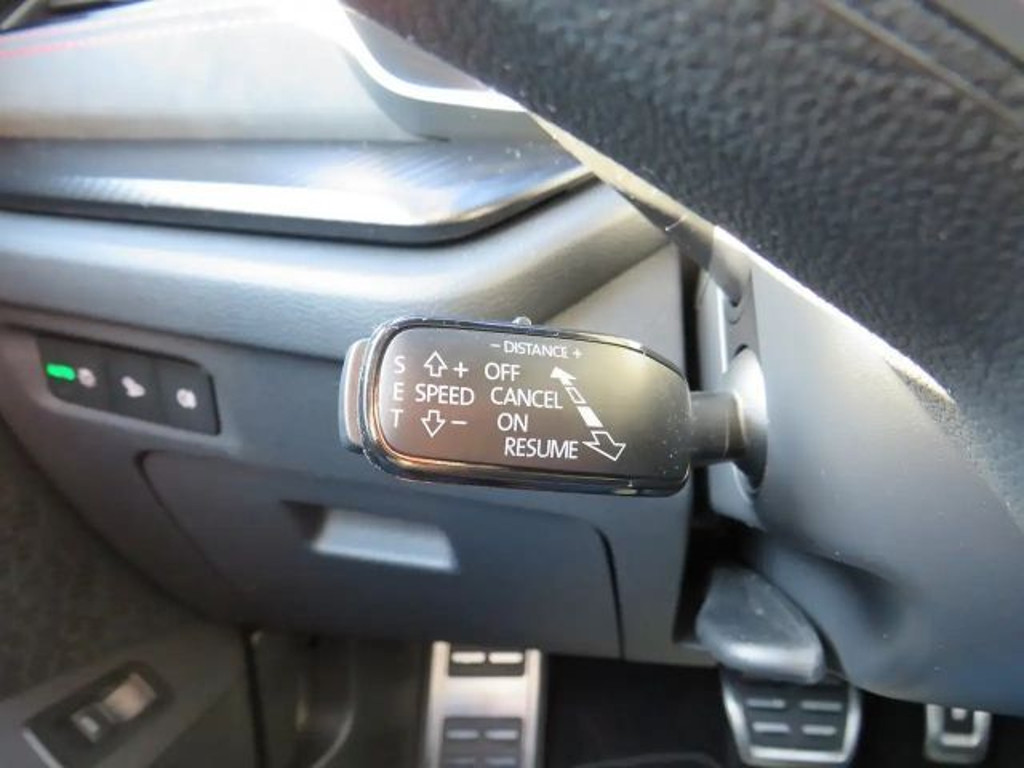 − DISTANCE +
S + OFF
E SPEED CANCEL
T − ON
RESUME